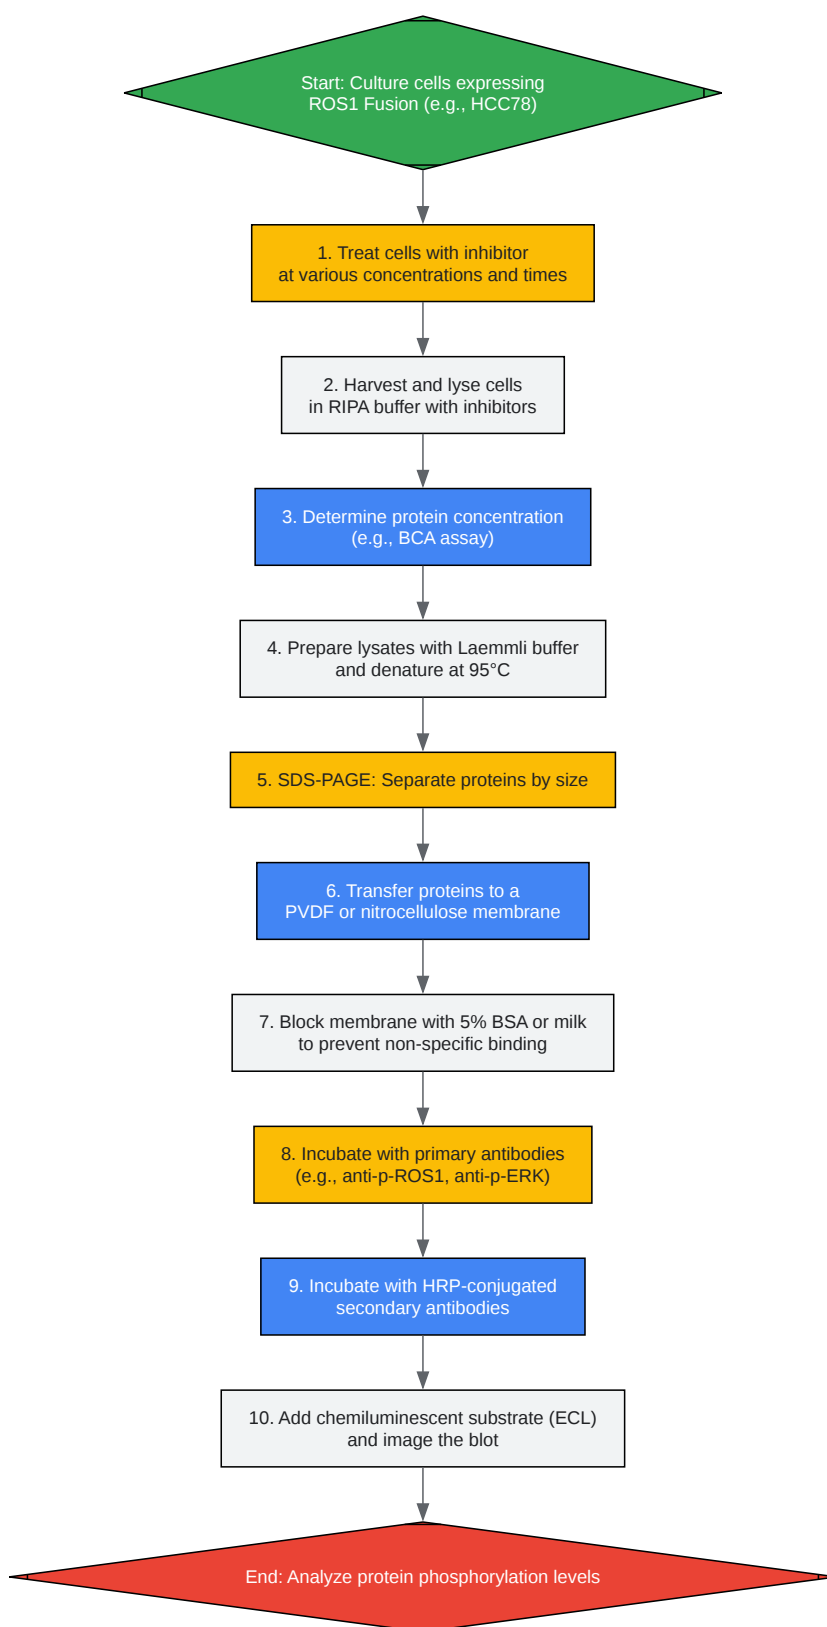 Start: Culture cells expressing
ROS1 Fusion (e.g., HCC78)
1. Treat cells with inhibitor
at various concentrations and times
2. Harvest and lyse cells
in RIPA buffer with inhibitors
3. Determine protein concentration
(e.g., BCA assay)
4. Prepare lysates with Laemmli buffer
and denature at 95°C
5. SDS-PAGE: Separate proteins by size
6. Transfer proteins to a
PVDF or nitrocellulose membrane
7. Block membrane with 5% BSA or milk
to prevent non-specific binding
8. Incubate with primary antibodies
(e.g., anti-p-ROS1, anti-p-ERK)
9. Incubate with HRP-conjugated
secondary antibodies
10. Add chemiluminescent substrate (ECL)
and image the blot
End: Analyze protein phosphorylation levels